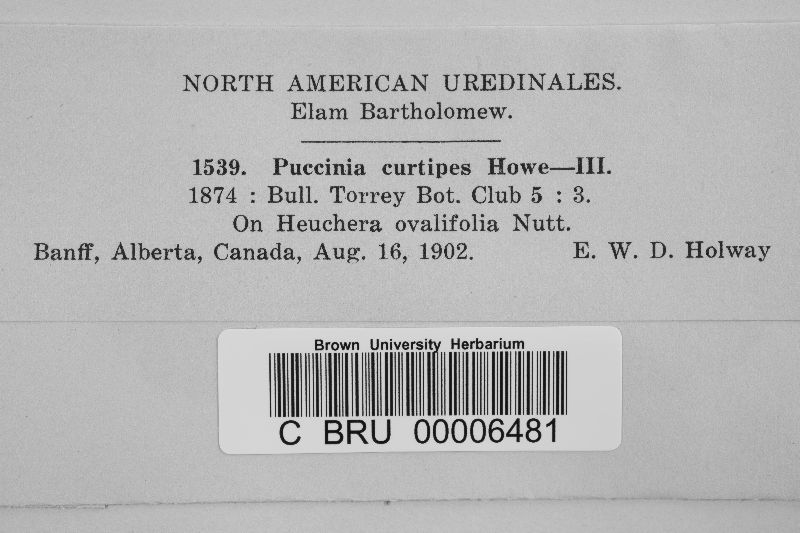 NORTH AMERICAN UREDINALES.
Elam Bartholomew.
1539. Puccinia curtipes Howe—III.
1874 : Bull. Torrey Bot. Club 5 : 3.
On Heuchera ovalifolia Nutt.
Banff, Alberta, Canada, Aug. 16, 1902. E. W. D. Holway
Brown University Herbarium
C BRU 00006481